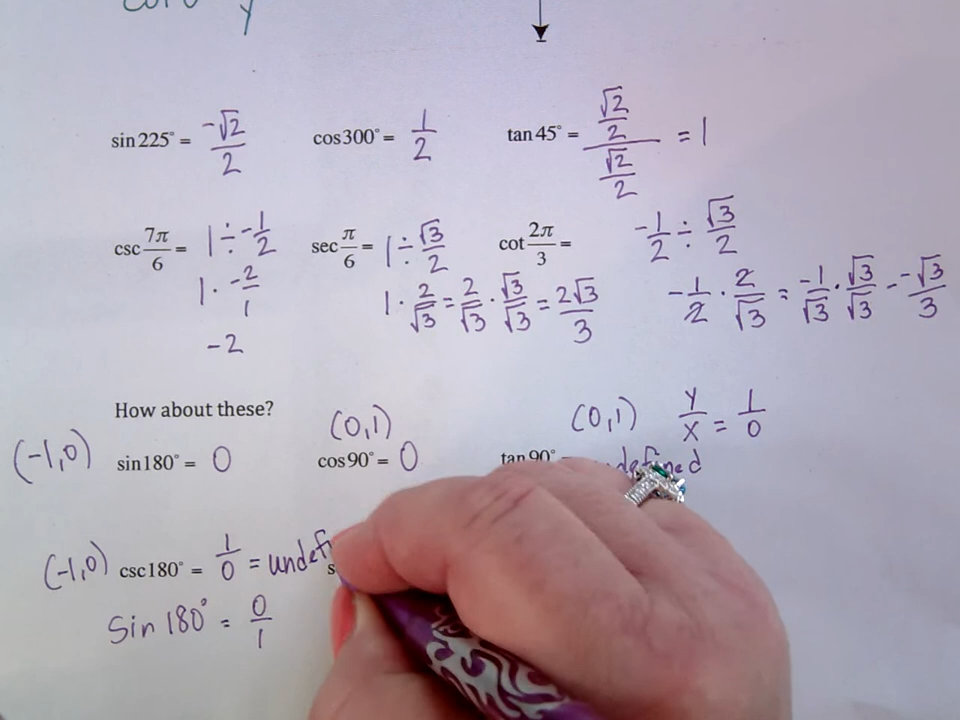 y
sin 225° = -√2/2 cos 300° = 1/2 tan 45° = (√2/2)/(√2/2) = 1
csc 7π/6 = 1 ÷ -1/2 sec π/6 = 1 ÷ √3/2 cot 2π/3 = -1/2 ÷ √3/2
1 · -2/1 1 · 2/√3 = 2/√3 · √3/√3 = 2√3/3 -1/2 · 2/√3 = -1/√3 · √3/√3 - -√3/3
-2
How about these?
(-1,0) sin 180° = 0 (0,1) cos 90° = 0 (0,1) tan 90° = undefined y/x = 1/0
(-1,0) csc 180° = 1/0 = undefi s
Sin 180° = 0/1